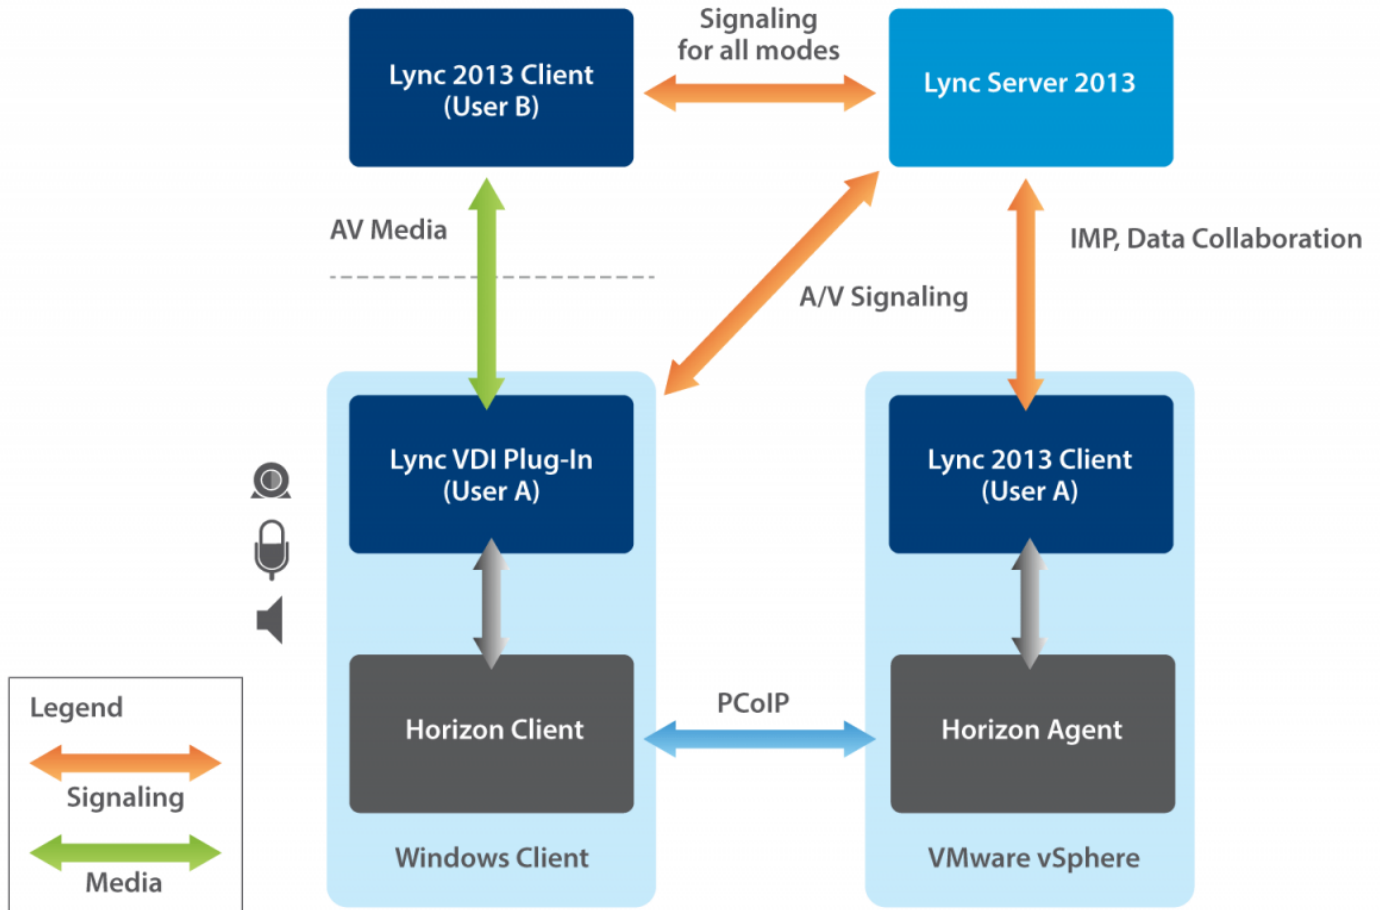 Signaling
for all modes
Lync 2013 Client
(User B)
Lync Server 2013
AV Media
IMP, Data Collaboration
A/V Signaling
Lync VDI Plug-In
(User A)
Lync 2013 Client
(User A)
Horizon Client
PCoIP
Horizon Agent
Windows Client
VMware vSphere
Legend
Signaling
Media